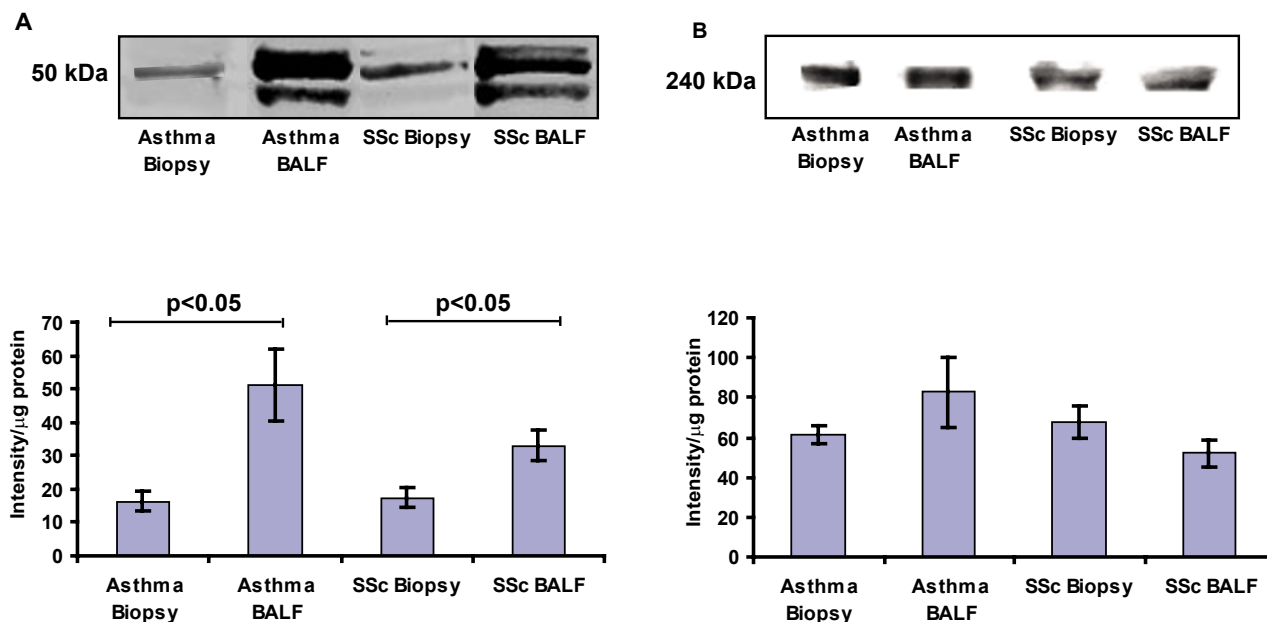 A
50 kDa
Asthma Biopsy
Asthma BALF
SSc Biopsy
SSc BALF
B
240 kDa
Asthma Biopsy
Asthma BALF
SSc Biopsy
SSc BALF
p<0.05
p<0.05
Intensity/µg protein
70
60
50
40
30
20
10
0
Asthma Biopsy
Asthma BALF
SSc Biopsy
SSc BALF
Intensity/µg protein
120
100
80
60
40
20
0
Asthma Biopsy
Asthma BALF
SSc Biopsy
SSc BALF